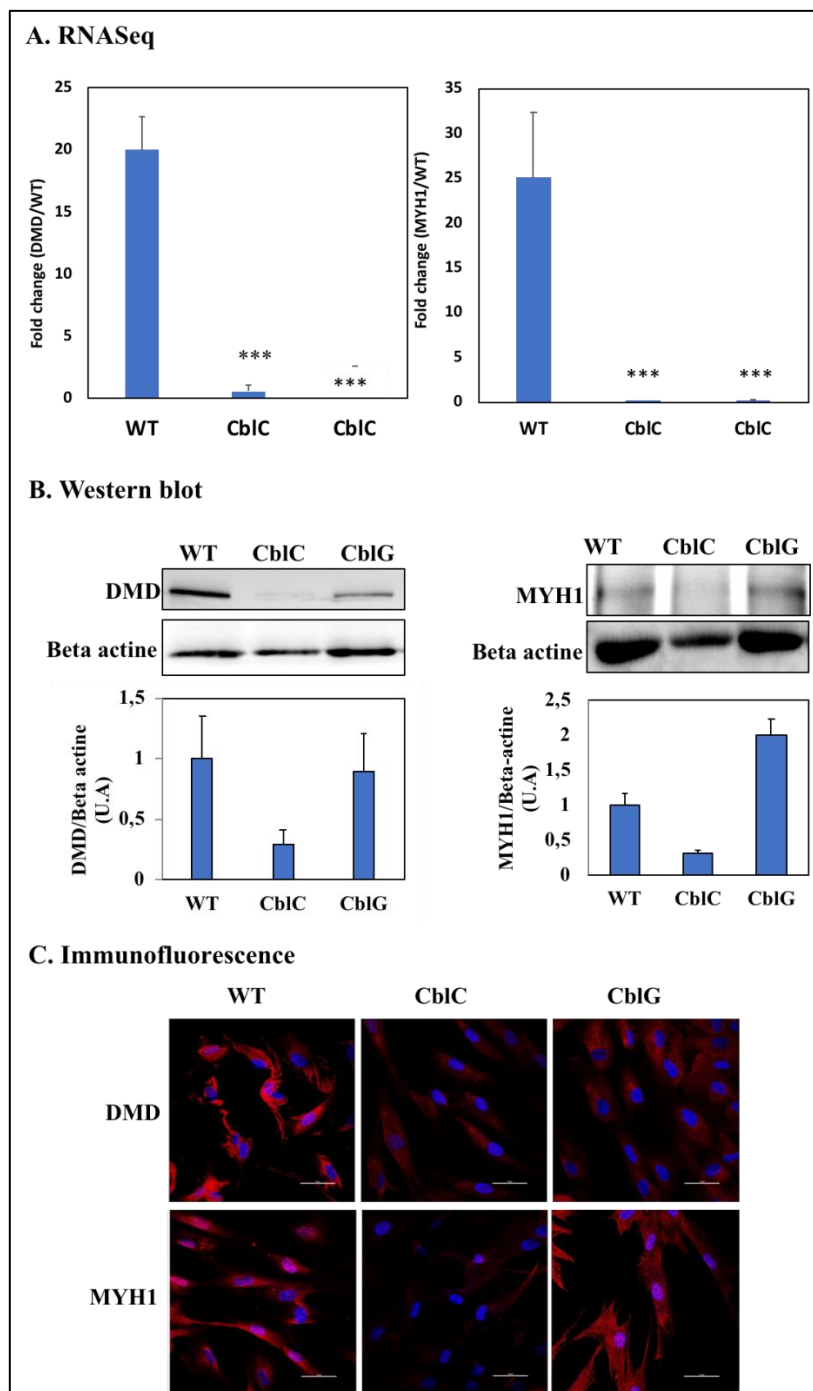 A. RNASeq
Fold change (DMD/WT)
25
20
15
10
5
0
***
***
WT CblC CblC
Fold change (MYH1/WT)
35
30
25
20
15
10
5
0
***
***
WT CblC CblC
B. Western blot
WT CblC CblG
DMD
Beta actine
DMD/Beta actine
(U.A)
1,5
1
0,5
0
WT CblC CblG
WT CblC CblG
MYH1
Beta actine
MYH1/Beta-actine
(U.A)
2,5
2
1,5
1
0,5
0
WT CblC CblG
C. Immunofluorescence
WT CblC CblG
DMD
MYH1